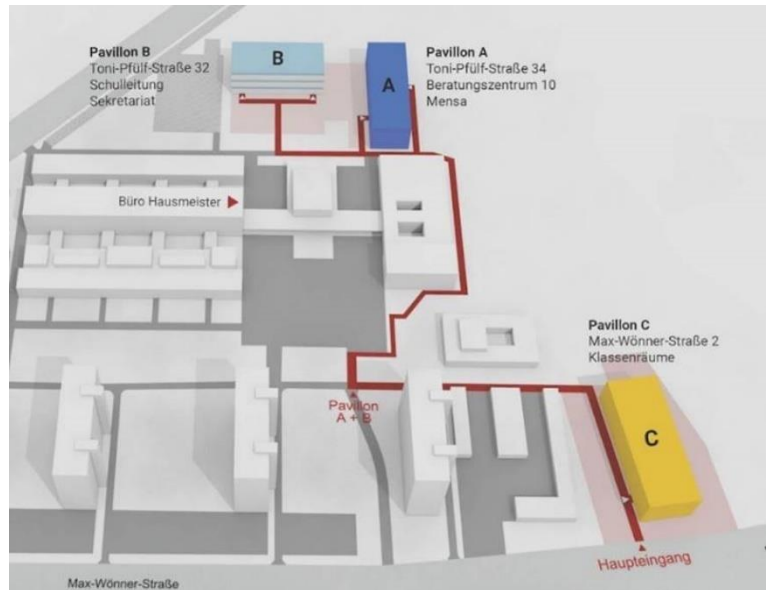 Pavillon B
Toni-Pfülf-Straße 32
Schulleitung
Sekretariat
B
A
Pavillon A
Toni-Pfülf-Straße 34
Beratungszentrum 10
Mensa
Büro Hausmeister
Pavillon C
Max-Wönner-Straße 2
Klassenräume
Pavillon
A + B
C
Haupteingang
Max-Wönner-Straße